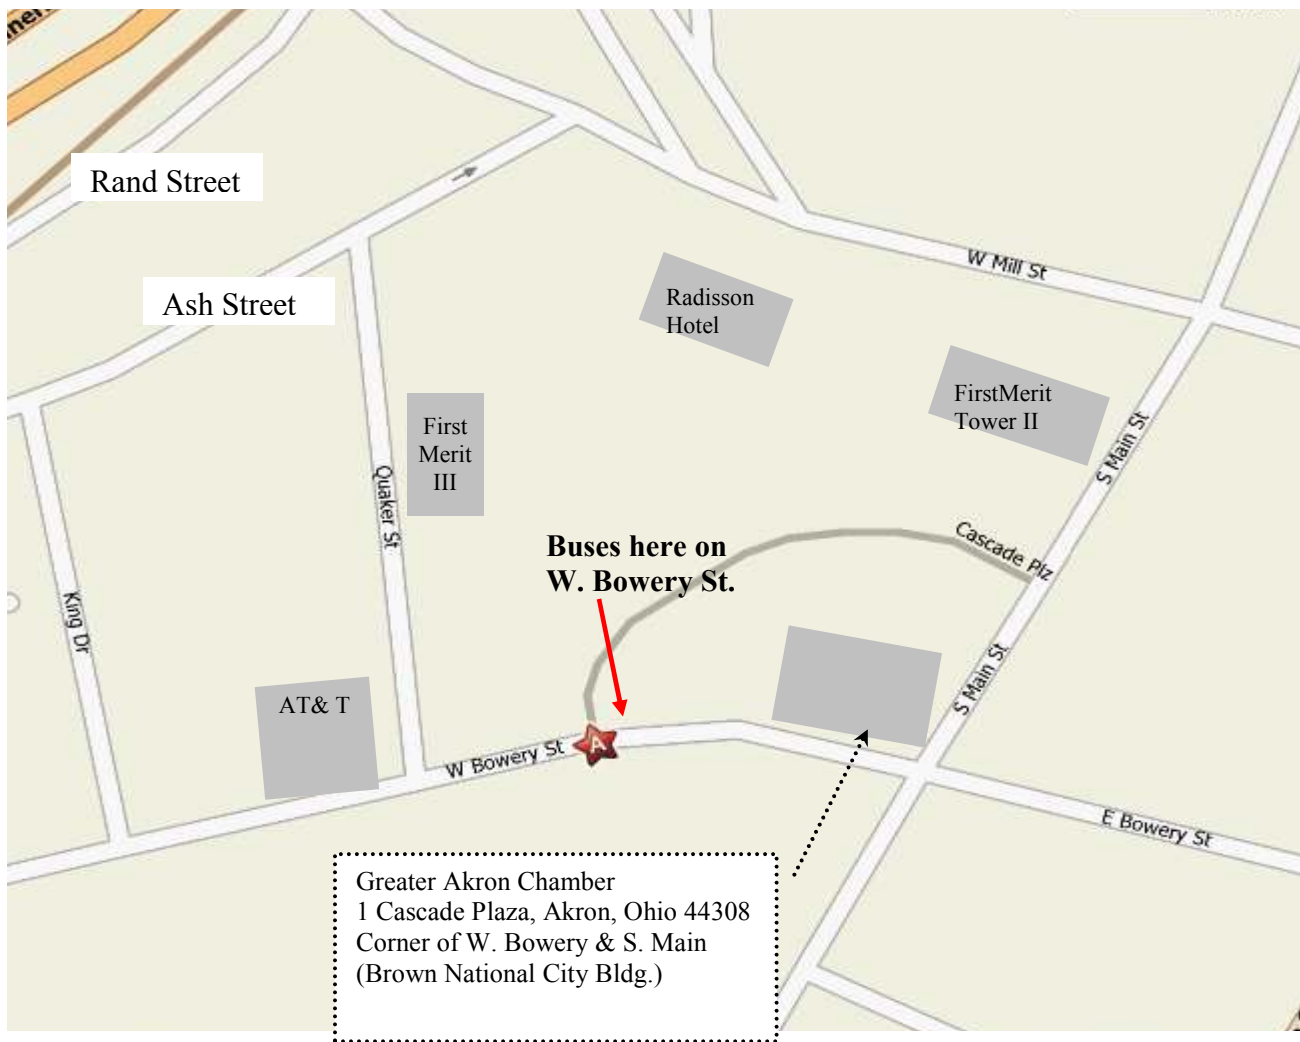 Rand Street
W Mill St
Radisson
Hotel
Ash Street
FirstMerit
Tower II
First
Merit
III
S Main St
Quaker St
Cascade Plz
Buses here on
W. Bowery St.
King Dr
S Main St
AT& T
A
W Bowery St
E Bowery St
Greater Akron Chamber
1 Cascade Plaza, Akron, Ohio 44308
Corner of W. Bowery & S. Main
(Brown National City Bldg.)